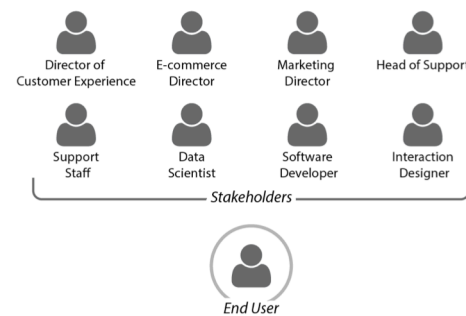 Director of
Customer Experience
E-commerce
Director
Marketing
Director
Head of Support
Support
Staff
Data
Scientist
Software
Developer
Interaction
Designer
Stakeholders
End User